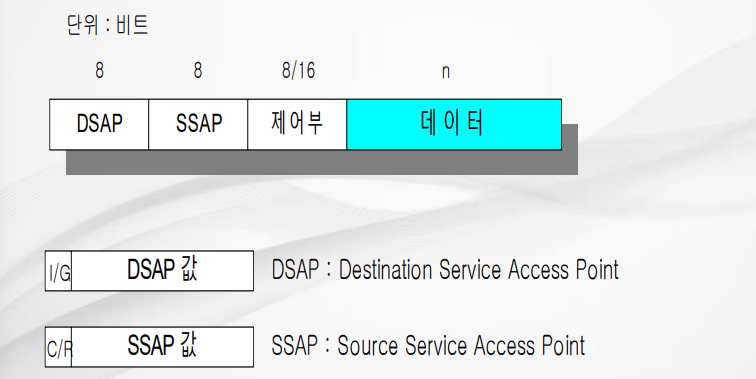 단위 : 비트
8 8 8/16 n
DSAP SSAP 제어부 데이터
I/G DSAP 값 DSAP : Destination Service Access Point
C/R SSAP 값 SSAP : Source Service Access Point